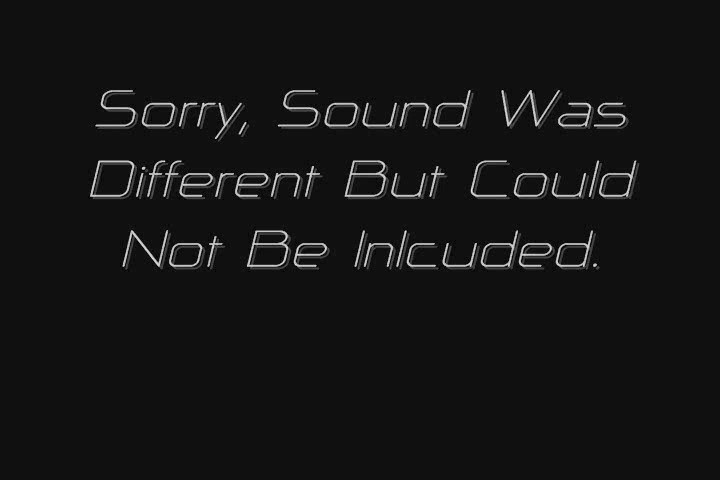 Sorry, Sound Was
Different But Could
Not Be Inlcuded.